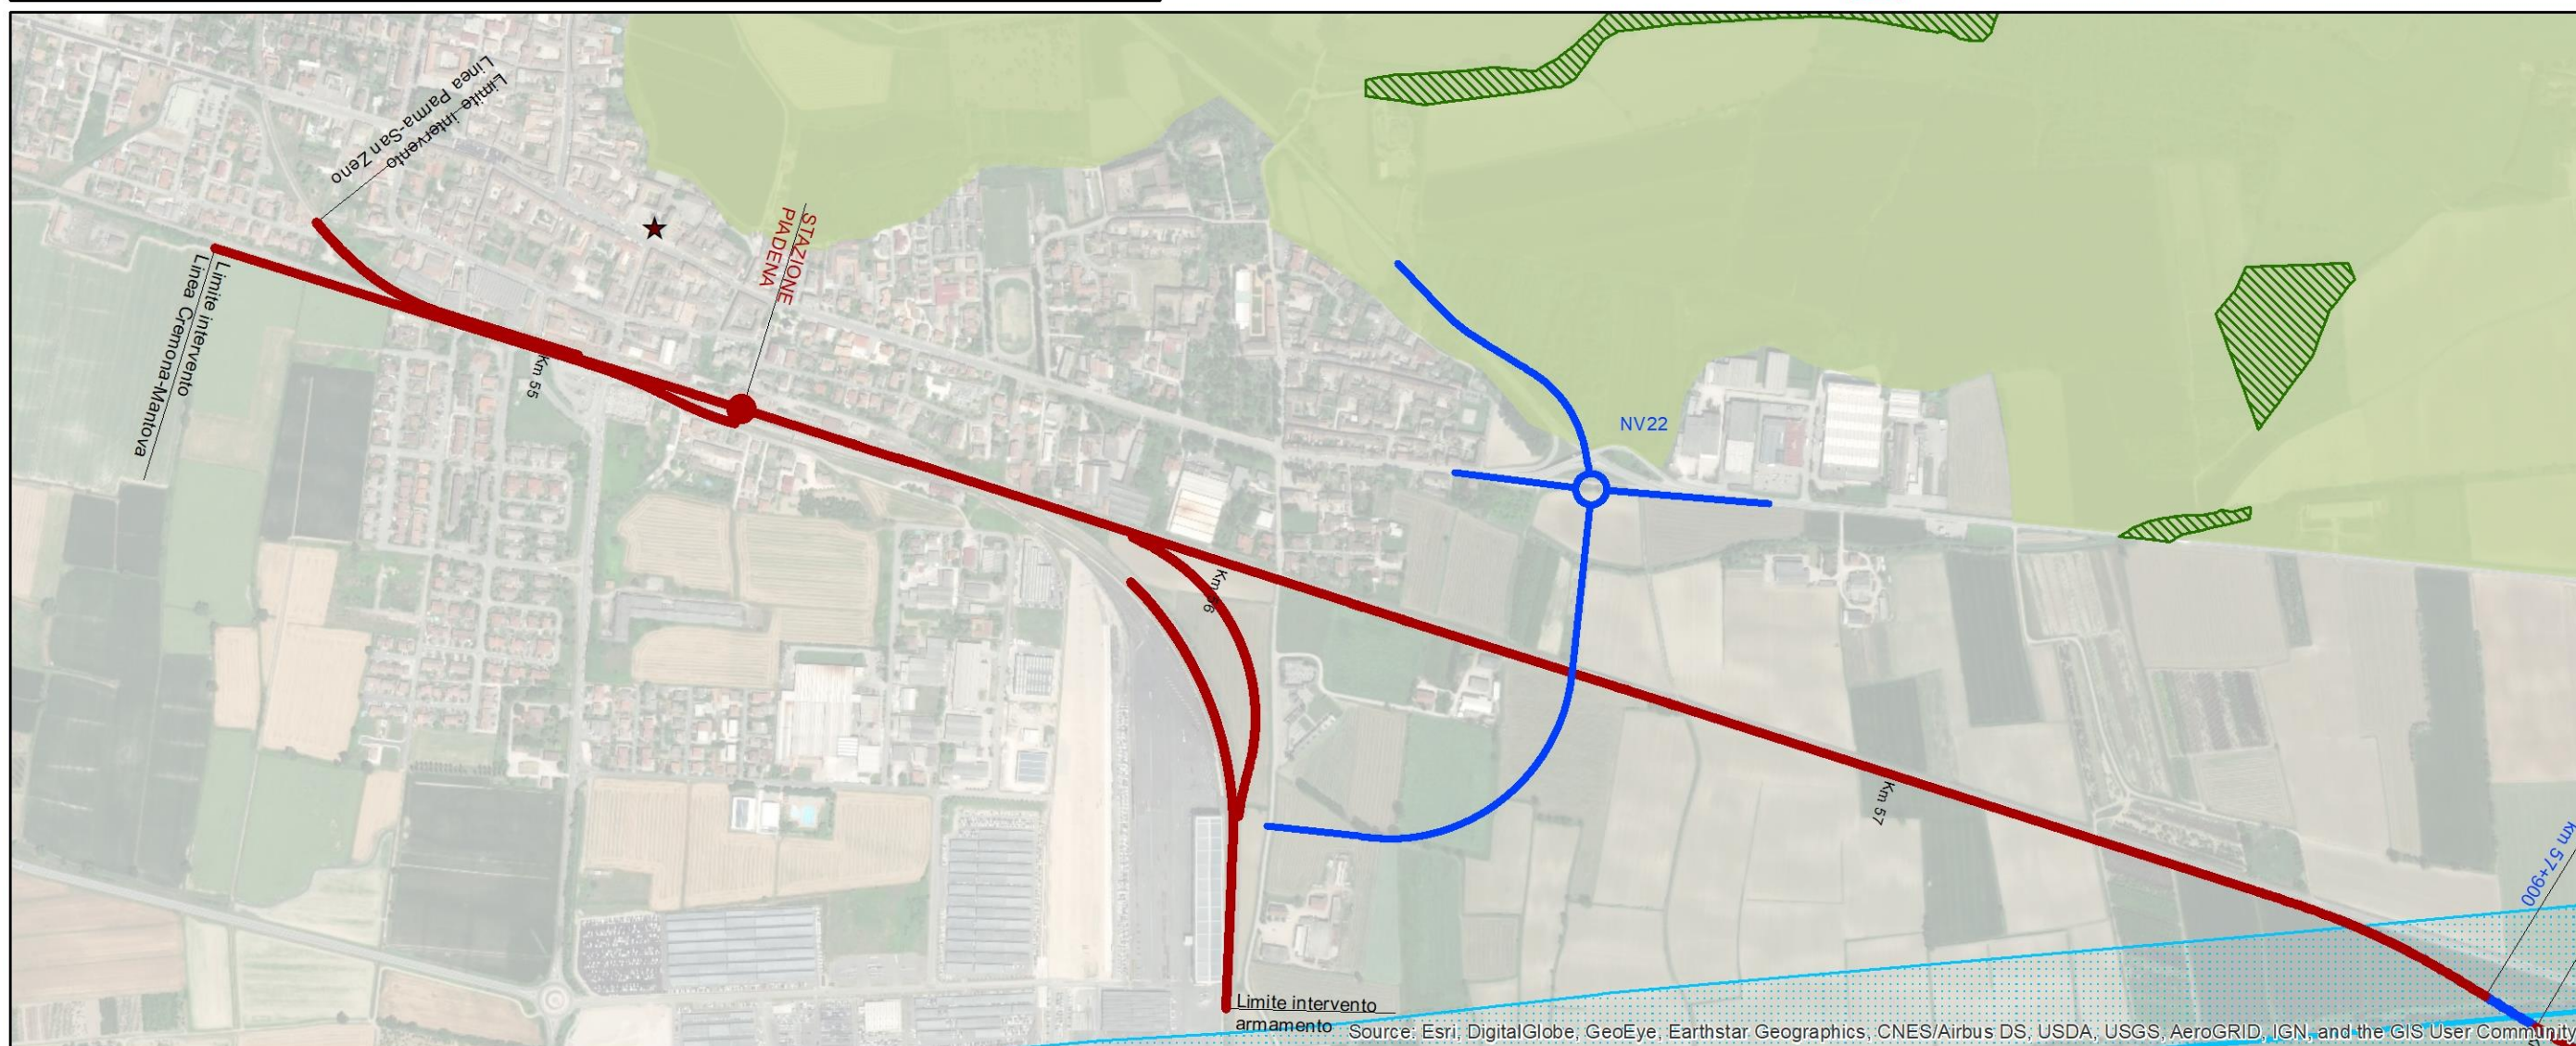 Limite intervento
Linea Parma-San Zeno
Limite intervento
Linea Cremona-Mantova
STAZIONE
PIADENA
Km 55
NV22
Km 56
Km 57
km 57+900
Limite intervento
armamento
Source: Esri, DigitalGlobe, GeoEye, Earthstar Geographics, CNES/Airbus DS, USDA, USGS, AeroGRID, IGN, and the GIS User Community